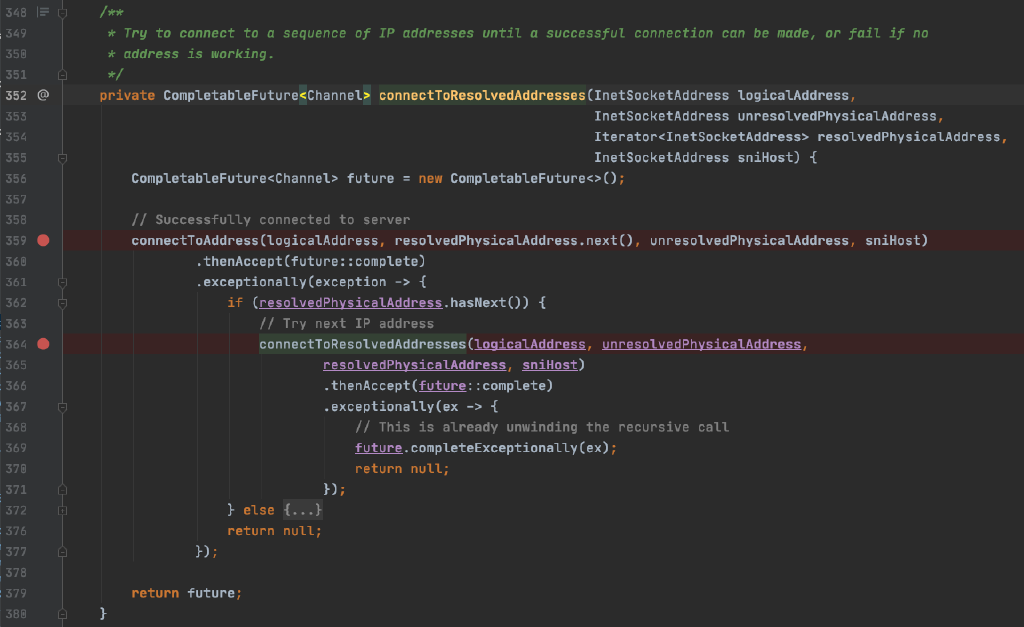 348 /**
349 * Try to connect to a sequence of IP addresses until a successful connection can be made, or fail if no
350 * address is working.
351 */
352 @ private CompletableFuture<Channel> connectToResolvedAddresses(InetSocketAddress logicalAddress,
353 InetSocketAddress unresolvedPhysicalAddress,
354 Iterator<InetSocketAddress> resolvedPhysicalAddress,
355 InetSocketAddress sniHost) {
356 CompletableFuture<Channel> future = new CompletableFuture<>();
357
358 // Successfully connected to server
359 connectToAddress(logicalAddress, resolvedPhysicalAddress.next(), unresolvedPhysicalAddress, sniHost)
360 .thenAccept(future::complete)
361 .exceptionally(exception -> {
362 if (resolvedPhysicalAddress.hasNext()) {
363 // Try next IP address
364 connectToResolvedAddresses(logicalAddress, unresolvedPhysicalAddress,
365 resolvedPhysicalAddress, sniHost)
366 .thenAccept(future::complete)
367 .exceptionally(ex -> {
368 // This is already unwinding the recursive call
369 future.completeExceptionally(ex);
370 return null;
371 });
372 } else {...}
376 return null;
377 });
378
379 return future;
380 }